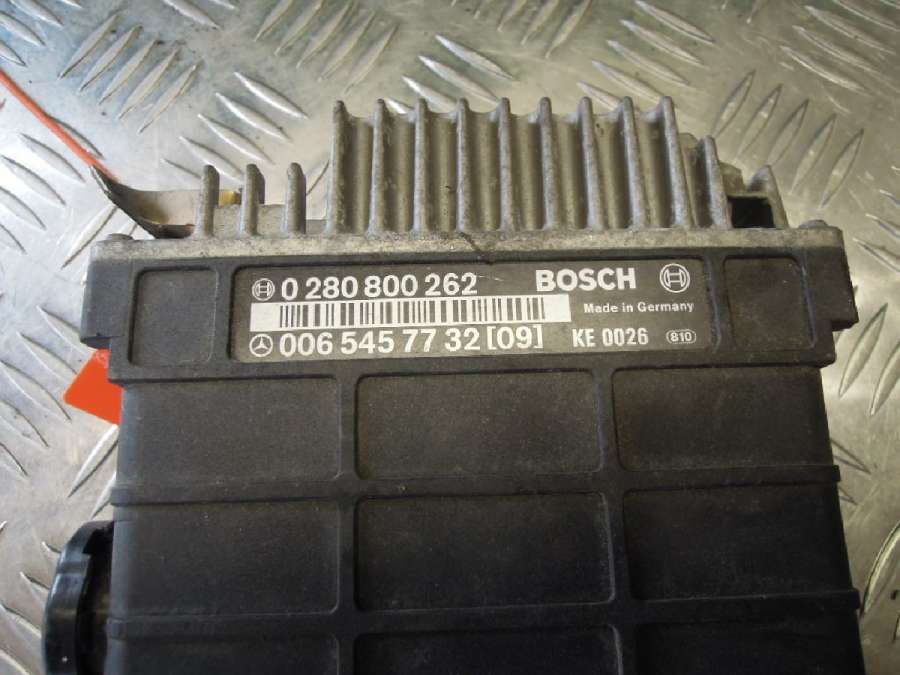 0 280 800 262 BOSCH
Made in Germany
006 545 77 32 [09] KE 0026 810